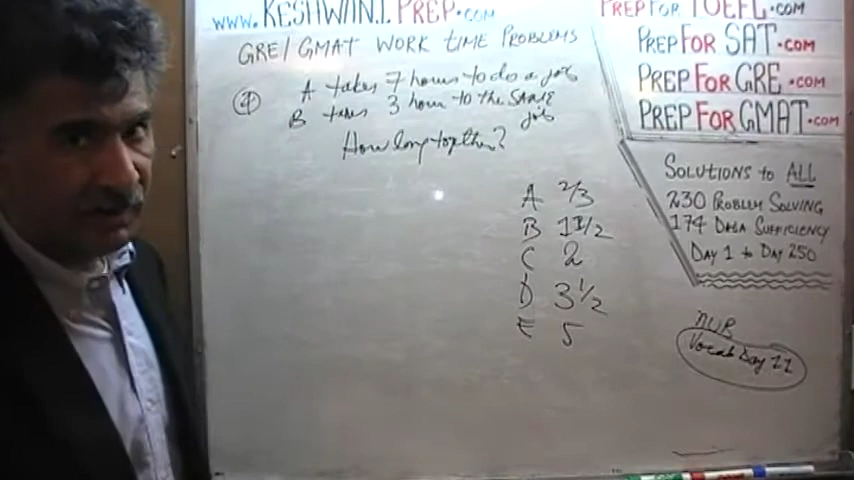 www.KESHWANI PREP.com
GRE/GMAT WORK TIME PROBLEMS
A takes 7 hours to do a job
B takes 3 hour to the SAME
job
How long together?
A 2/3
B 1 1/2
C 2
D 3 1/2
E 5
PREP FOR TOEFL.com
PREP FOR SAT.com
PREP FOR GRE.com
PREP FOR GMAT.com
SOLUTIONS to ALL
230 PROBLEM SOLVING
174 DATA SUFFICIENCY
DAY 1 to DAY 250
Vocab Day 11